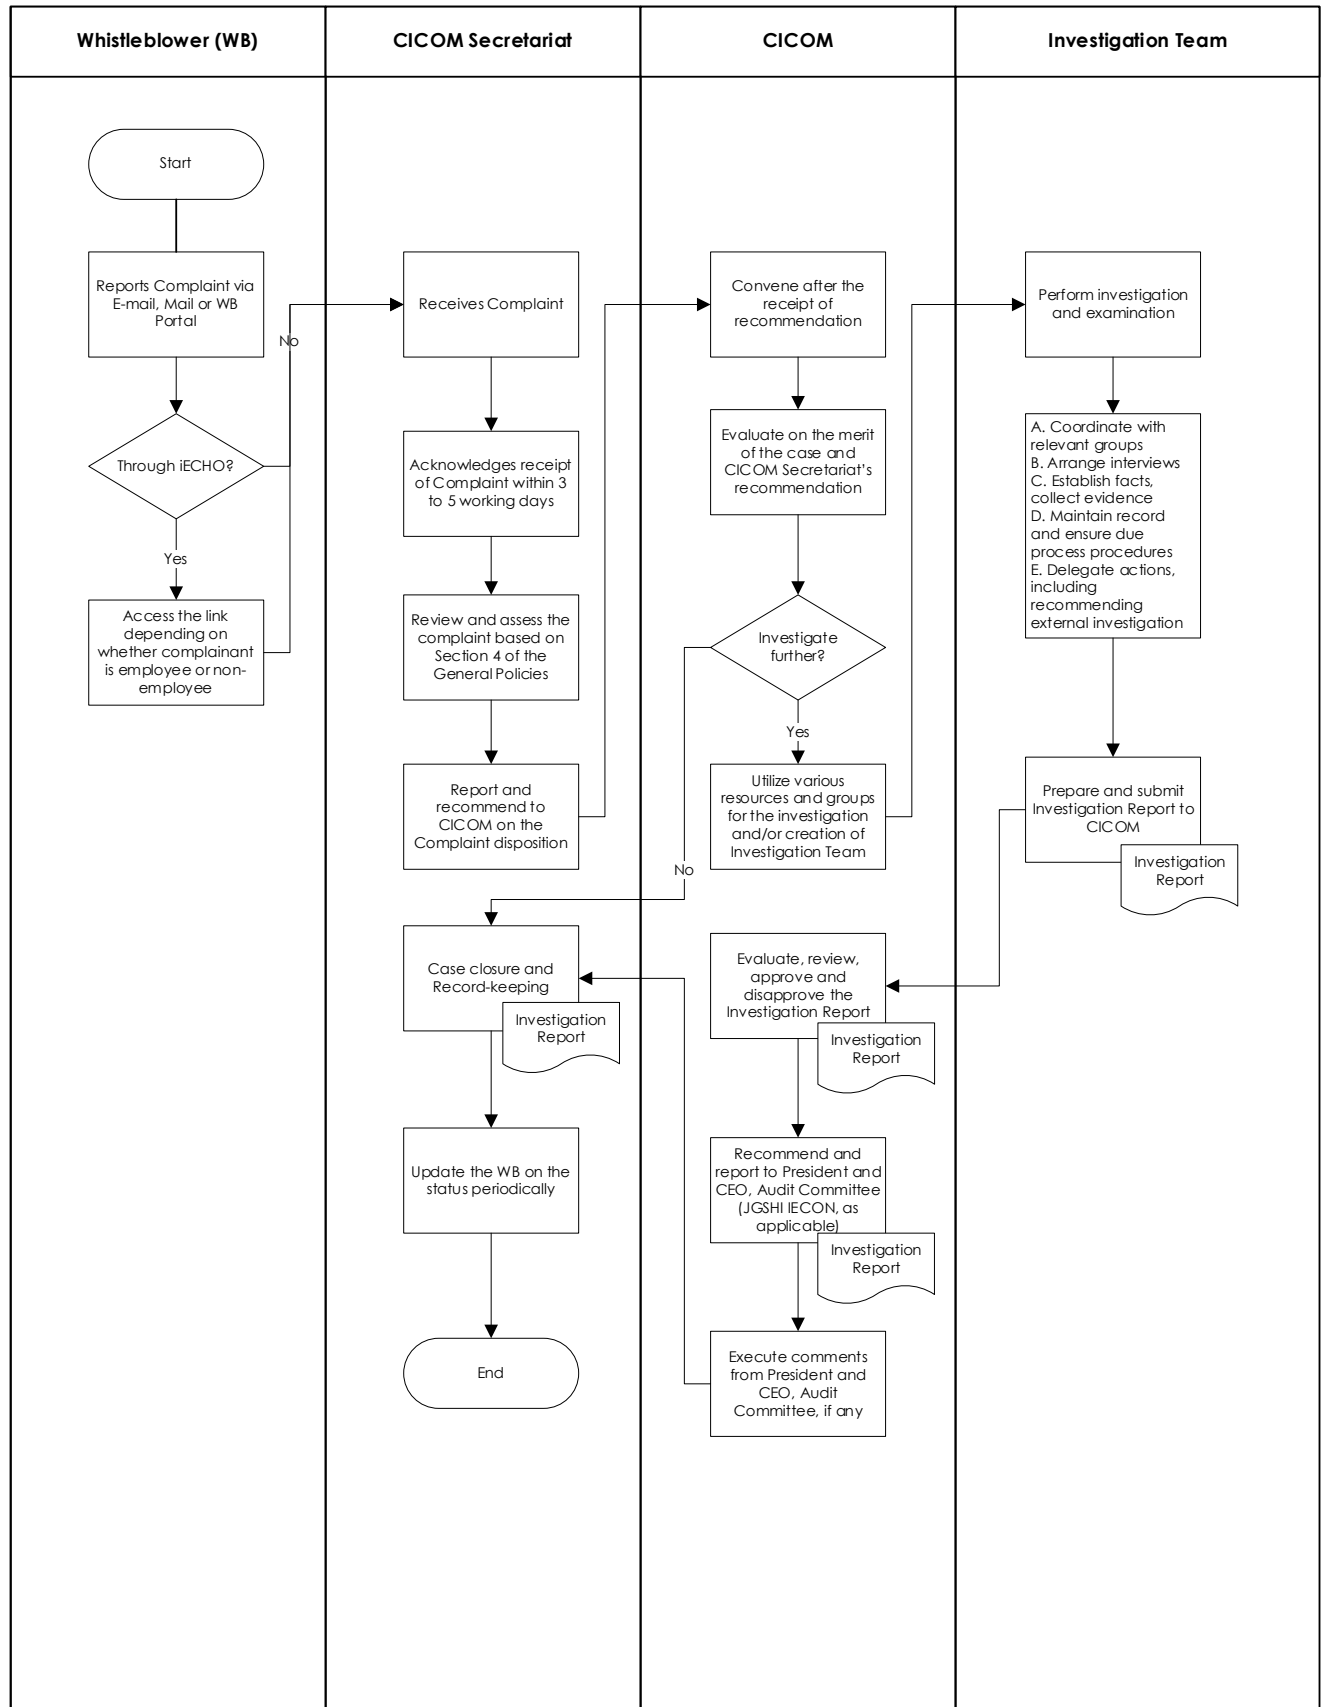 Whistleblower (WB)
CICOM Secretariat
CICOM
Investigation Team
Start
Reports Complaint via
E-mail, Mail or WB
Portal
No
Through iECHO?
Yes
Access the link
depending on
whether complainant
is employee or non-
employee
Receives Complaint
Acknowledges receipt
of Complaint within 3
to 5 working days
Review and assess the
complaint based on
Section 4 of the
General Policies
Report and
recommend to
CICOM on the
Complaint disposition
Convene after the
receipt of
recommendation
Evaluate on the merit
of the case and
CICOM Secretariat's
recommendation
Investigate
further?
Yes
No
Utilize various
resources and groups
for the investigation
and/or creation of
Investigation Team
Perform investigation
and examination
A. Coordinate with
relevant groups
B. Arrange interviews
C. Establish facts,
collect evidence
D. Maintain record
and ensure due
process procedures
E. Delegate actions,
including
recommending
external investigation
Prepare and submit
Investigation Report to
CICOM
Investigation
Report
Evaluate, review,
approve and
disapprove the
Investigation Report
Investigation
Report
Recommend and
report to President and
CEO, Audit Committee
(JGSHI IECON, as
applicable)
Investigation
Report
Execute comments
from President and
CEO, Audit
Committee, if any
Case closure and
Record-keeping
Investigation
Report
Update the WB on the
status periodically
End